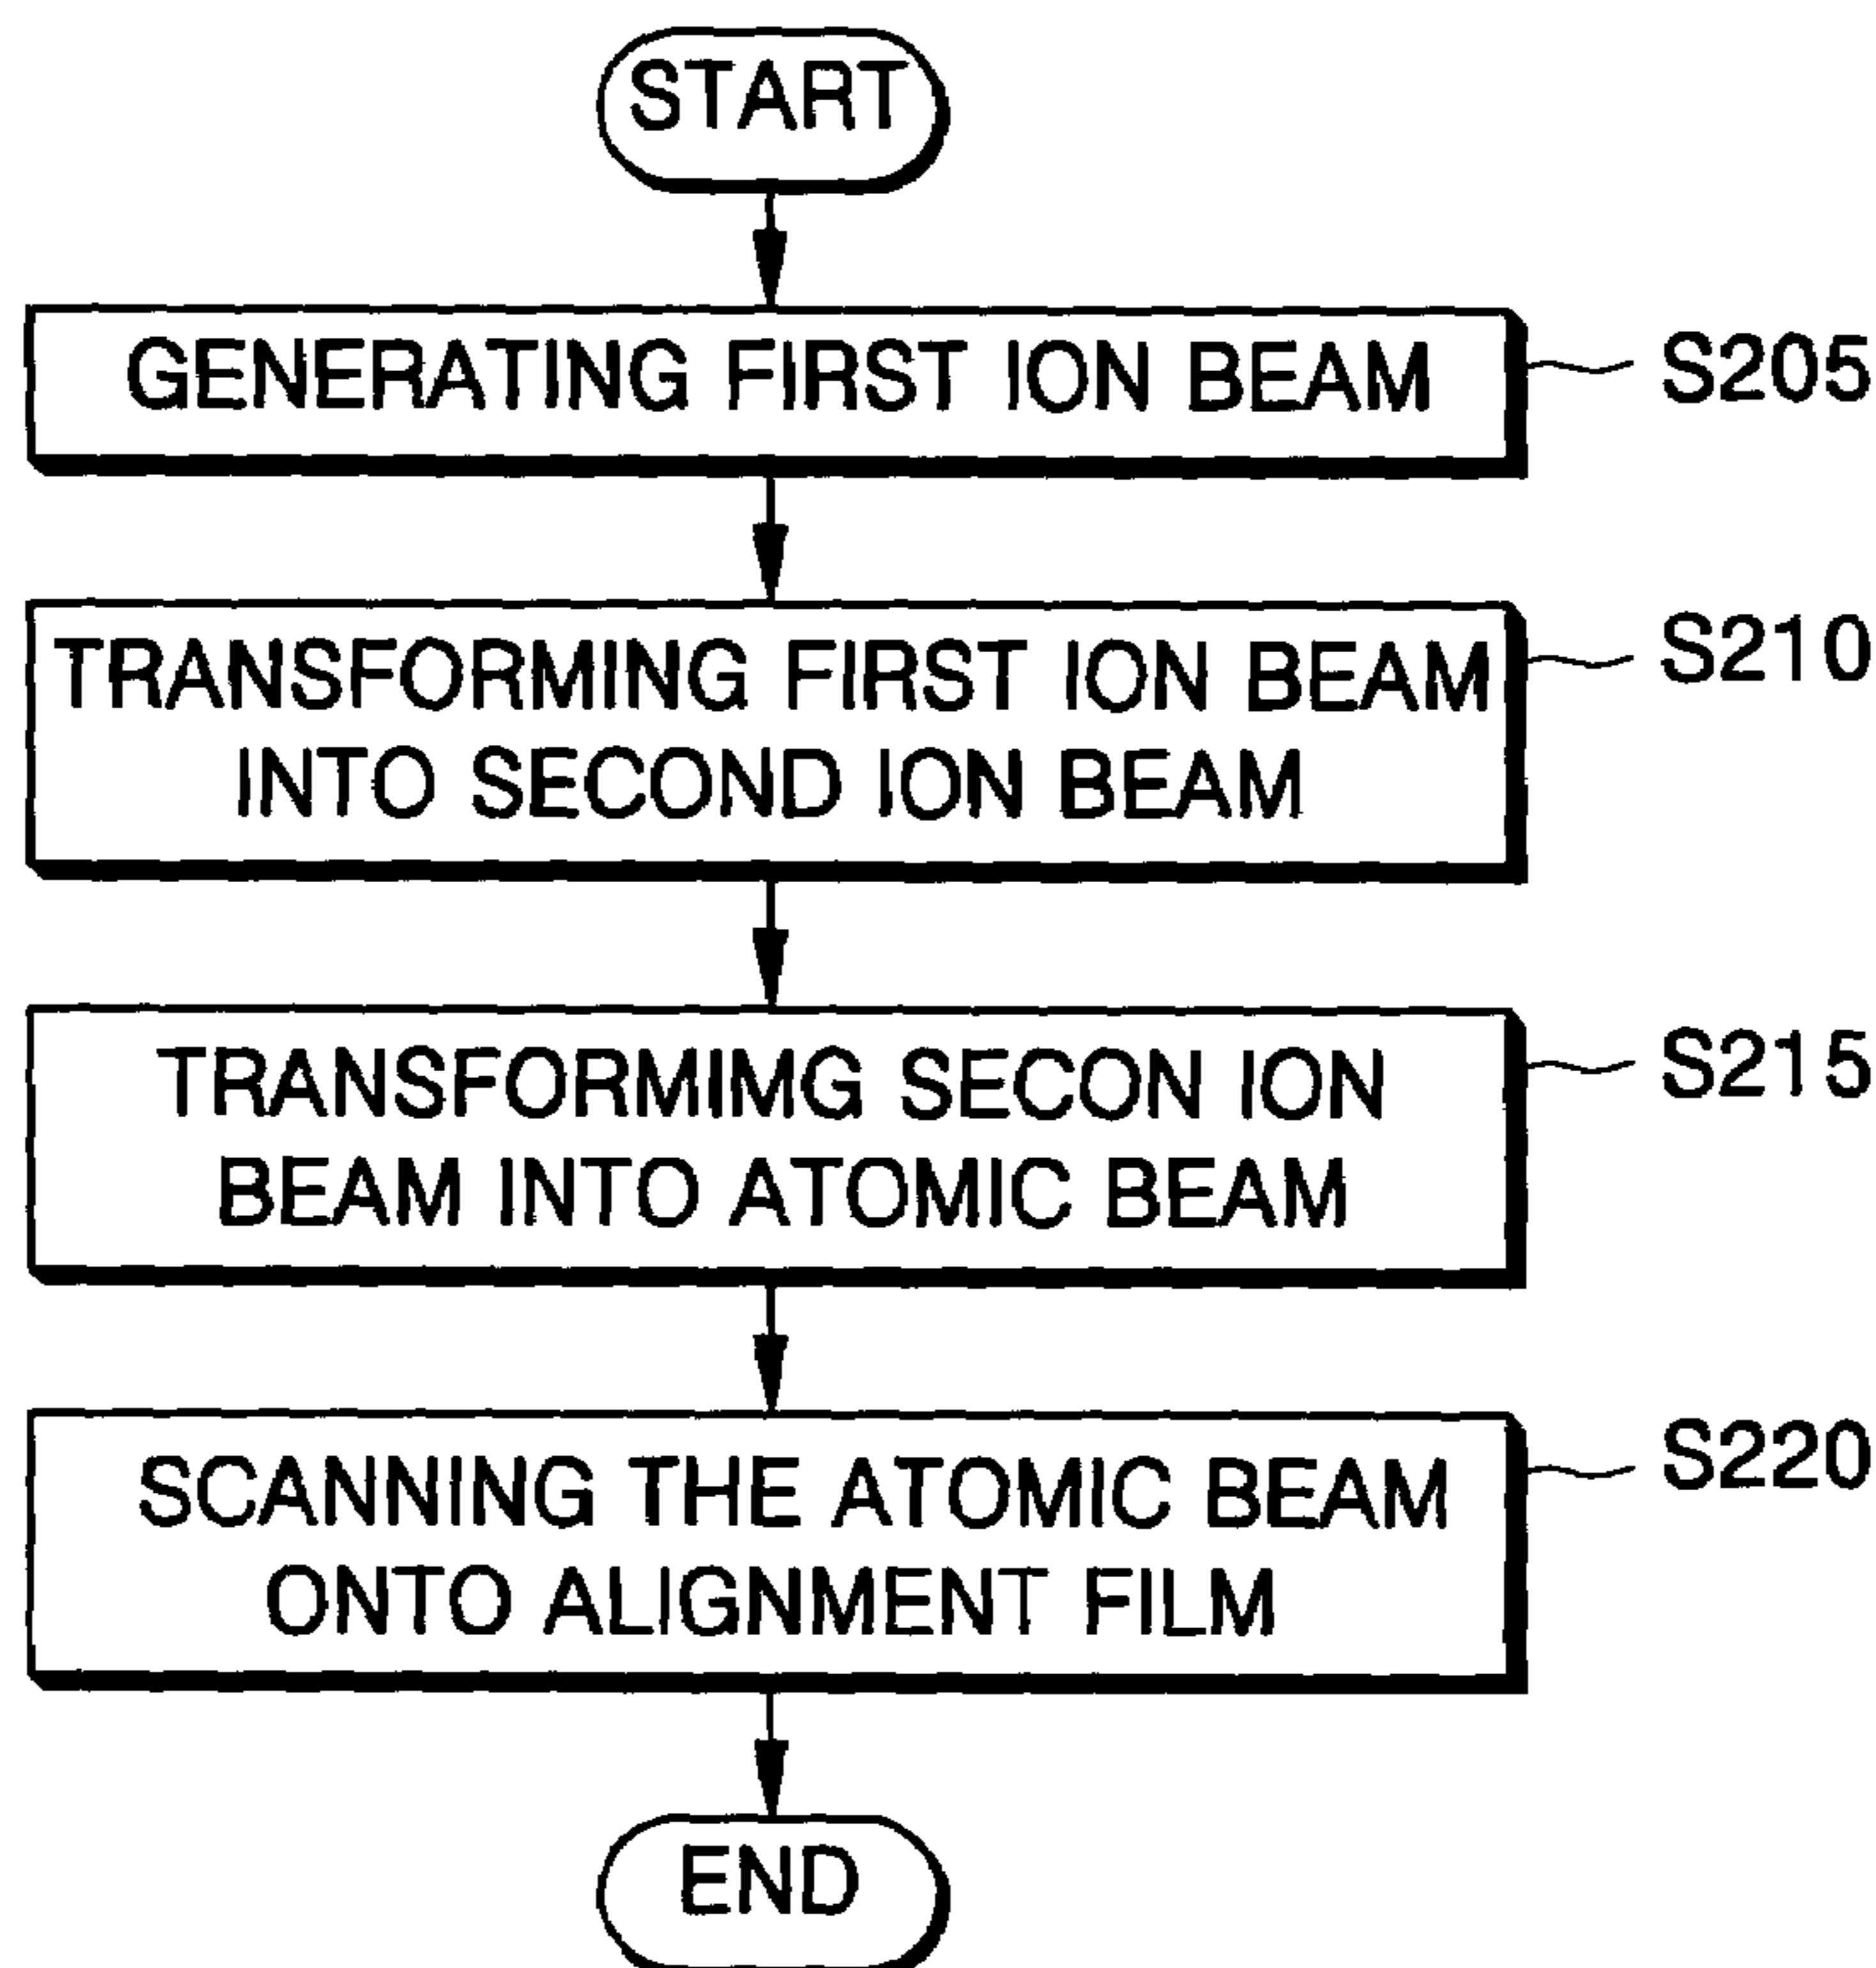 START
GENERATING FIRST ION BEAM
S205
TRANSFORMING FIRST ION BEAM
INTO SECOND ION BEAM
S210
TRANSFORMIMG SECON ION
BEAM INTO ATOMIC BEAM
S215
SCANNING THE ATOMIC BEAM
ONTO ALIGNMENT FILM
S220
END